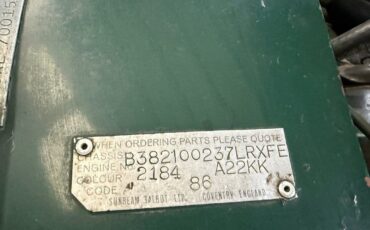 WHEN ORDERING PARTS PLEASE QUOTE
CHASSIS B382100237LRXFE
ENGINE NO. 2184 A22KK
COLOUR CODE 86
SUNBEAM TALBOT LTD. COVENTRY ENGLAND
70015